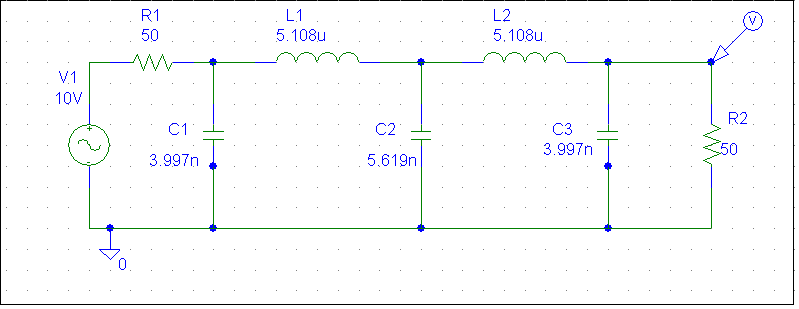 R1
50
L1
5.108u
L2
5.108u
V
V1
10V
C1
3.997n
C2
5.619n
C3
3.997n
R2
50
+
-
0